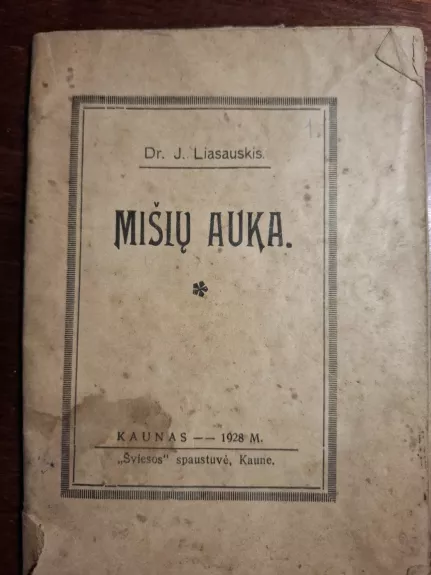 Dr. J. Liasauskis.
MIŠIŲ AUKA.
KAUNAS — 1928 M.
„Šviesos" spaustuvė, Kaune.